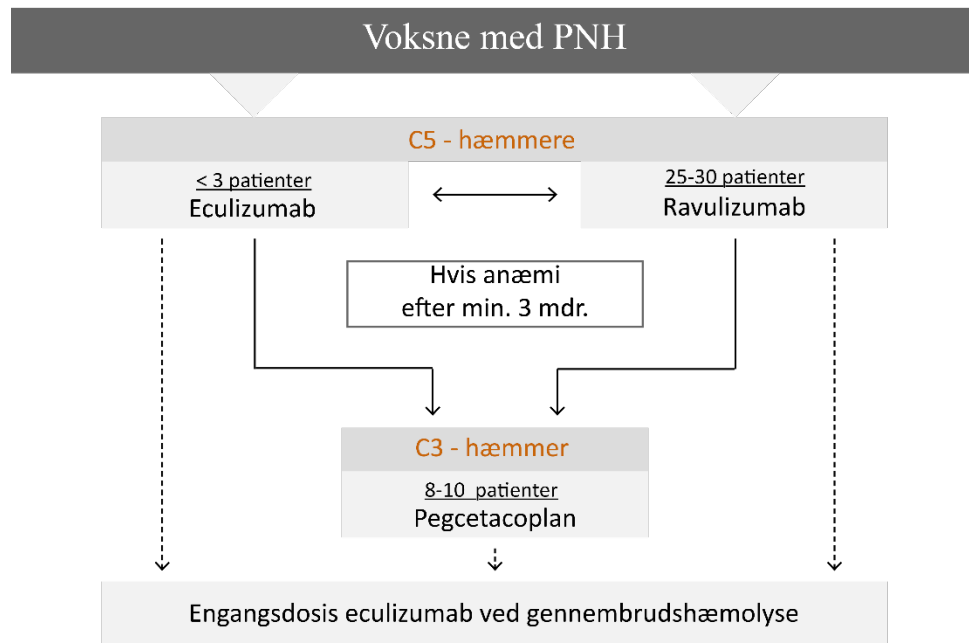 Voksne med PNH
C5 - hæmmere
< 3 patienter
Eculizumab
25-30 patienter
Ravulizumab
Hvis anæmi
efter min. 3 mdr.
C3 - hæmmer
8-10 patienter
Pegcetacoplan
Engangsdosis eculizumab ved gennembrudshæmolyse